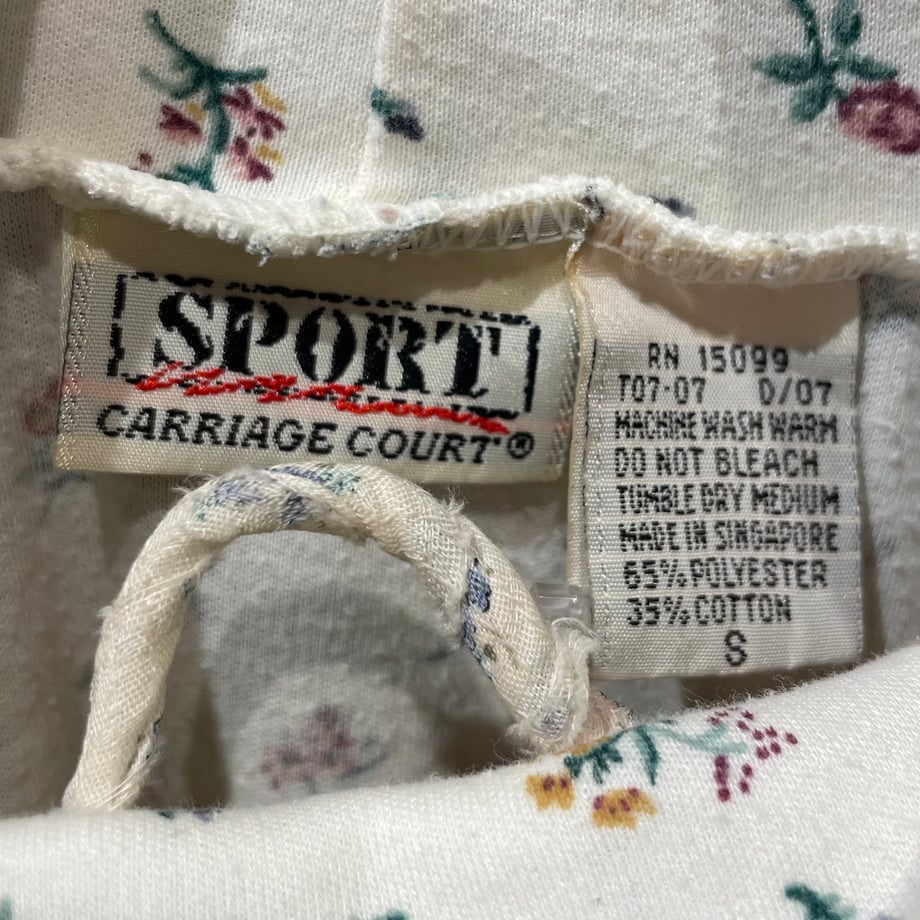 SPORT
CARRIAGE COURT®
RN 15099
T07-07 D/07
MACHINE WASH WARM
DO NOT BLEACH
TUMBLE DRY MEDIUM
MADE IN SINGAPORE
65% POLYESTER
35% COTTON
S